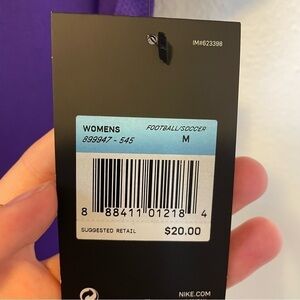 IM#623398
WOMENS FOOTBALL/SOCCER
899947 - 545 M
8 88411 01218 4
SUGGESTED RETAIL $20.00
NIKE.COM